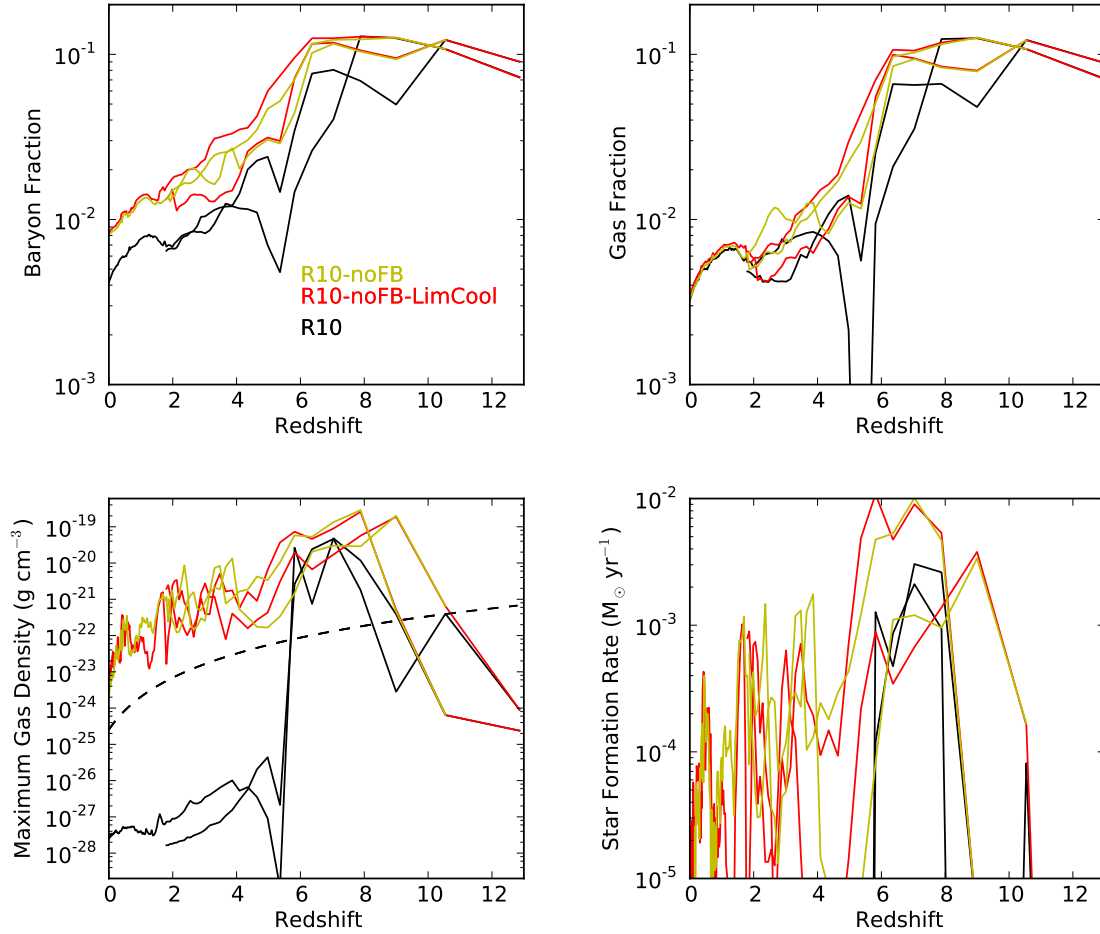 10^-1
10^-2
10^-3
Baryon Fraction
0 2 4 6 8 10 12
Redshift
R10-noFB
R10-noFB-LimCool
R10
10^-1
10^-2
10^-3
Gas Fraction
0 2 4 6 8 10 12
Redshift
10^-19
10^-20
10^-21
10^-22
10^-23
10^-24
10^-25
10^-26
10^-27
10^-28
Maximum Gas Density (g cm^-3)
0 2 4 6 8 10 12
Redshift
10^-2
10^-3
10^-4
10^-5
Star Formation Rate (M_⊙ yr^-1)
0 2 4 6 8 10 12
Redshift